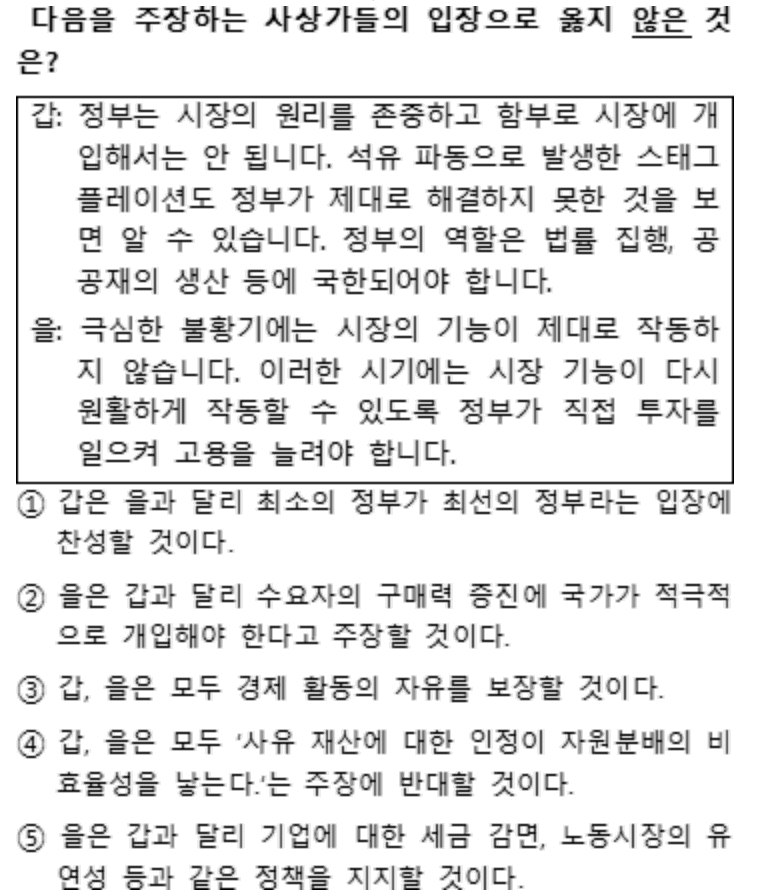 다음을 주장하는 사상가들의 입장으로 옳지 않은 것
은?
갑: 정부는 시장의 원리를 존중하고 함부로 시장에 개
입해서는 안 됩니다. 석유 파동으로 발생한 스태그
플레이션도 정부가 제대로 해결하지 못한 것을 보
면 알 수 있습니다. 정부의 역할은 법률 집행, 공
공재의 생산 등에 국한되어야 합니다.
을: 극심한 불황기에는 시장의 기능이 제대로 작동하
지 않습니다. 이러한 시기에는 시장 기능이 다시
원활하게 작동할 수 있도록 정부가 직접 투자를
일으켜 고용을 늘려야 합니다.
① 갑은 을과 달리 최소의 정부가 최선의 정부라는 입장에
찬성할 것이다.
② 을은 갑과 달리 수요자의 구매력 증진에 국가가 적극적
으로 개입해야 한다고 주장할 것이다.
③ 갑, 을은 모두 경제 활동의 자유를 보장할 것이다.
④ 갑, 을은 모두 '사유 재산에 대한 인정이 자원분배의 비
효율성을 낳는다.'는 주장에 반대할 것이다.
⑤ 을은 갑과 달리 기업에 대한 세금 감면, 노동시장의 유
연성 등과 같은 정책을 지지할 것이다.